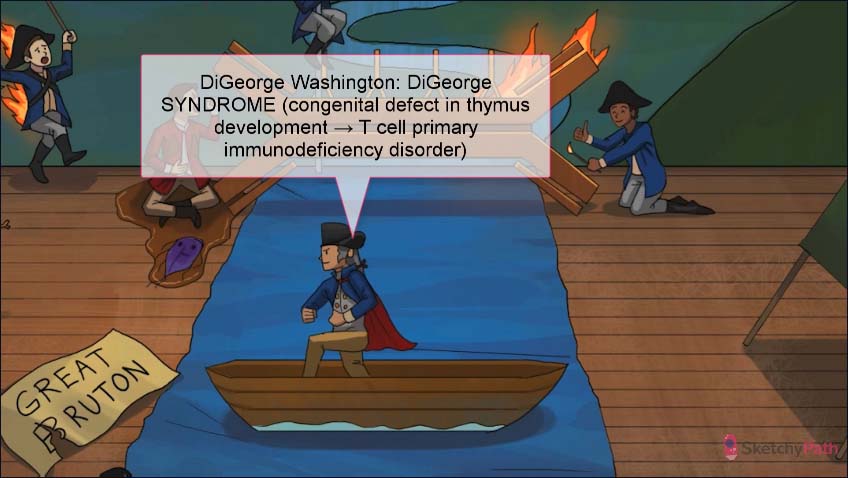 DiGeorge Washington: DiGeorge
SYNDROME (congenital defect in thymus
development → T cell primary
immunodeficiency disorder)
GREAT
BRUTON
SketchyPath